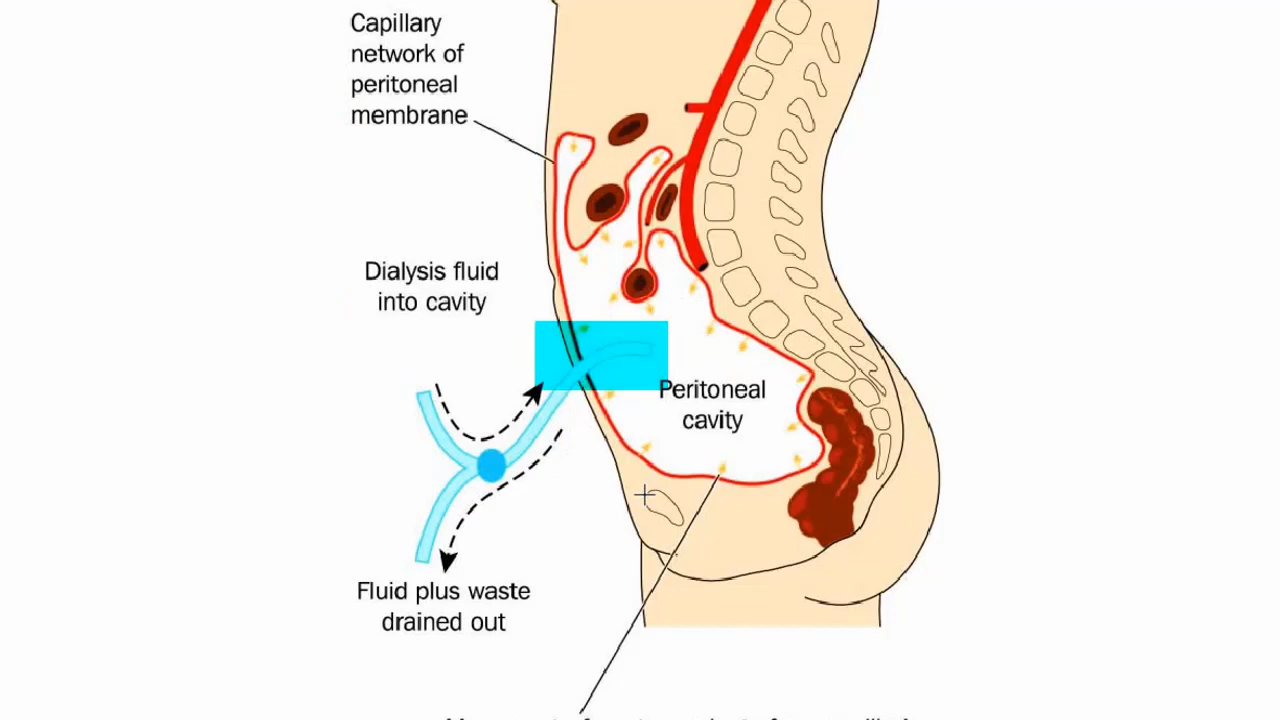 Capillary
network of
peritoneal
membrane
Dialysis fluid
into cavity
Peritoneal
cavity
Fluid plus waste
drained out